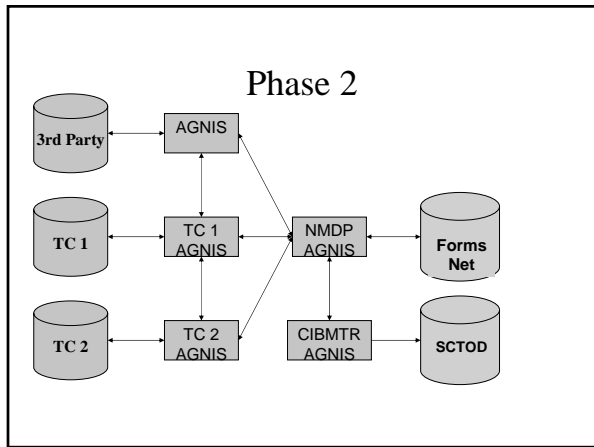 Phase 2
3rd Party
AGNIS
TC 1
TC 1
AGNIS
NMDP
AGNIS
Forms
Net
TC 2
TC 2
AGNIS
CIBMTR
AGNIS
SCTOD